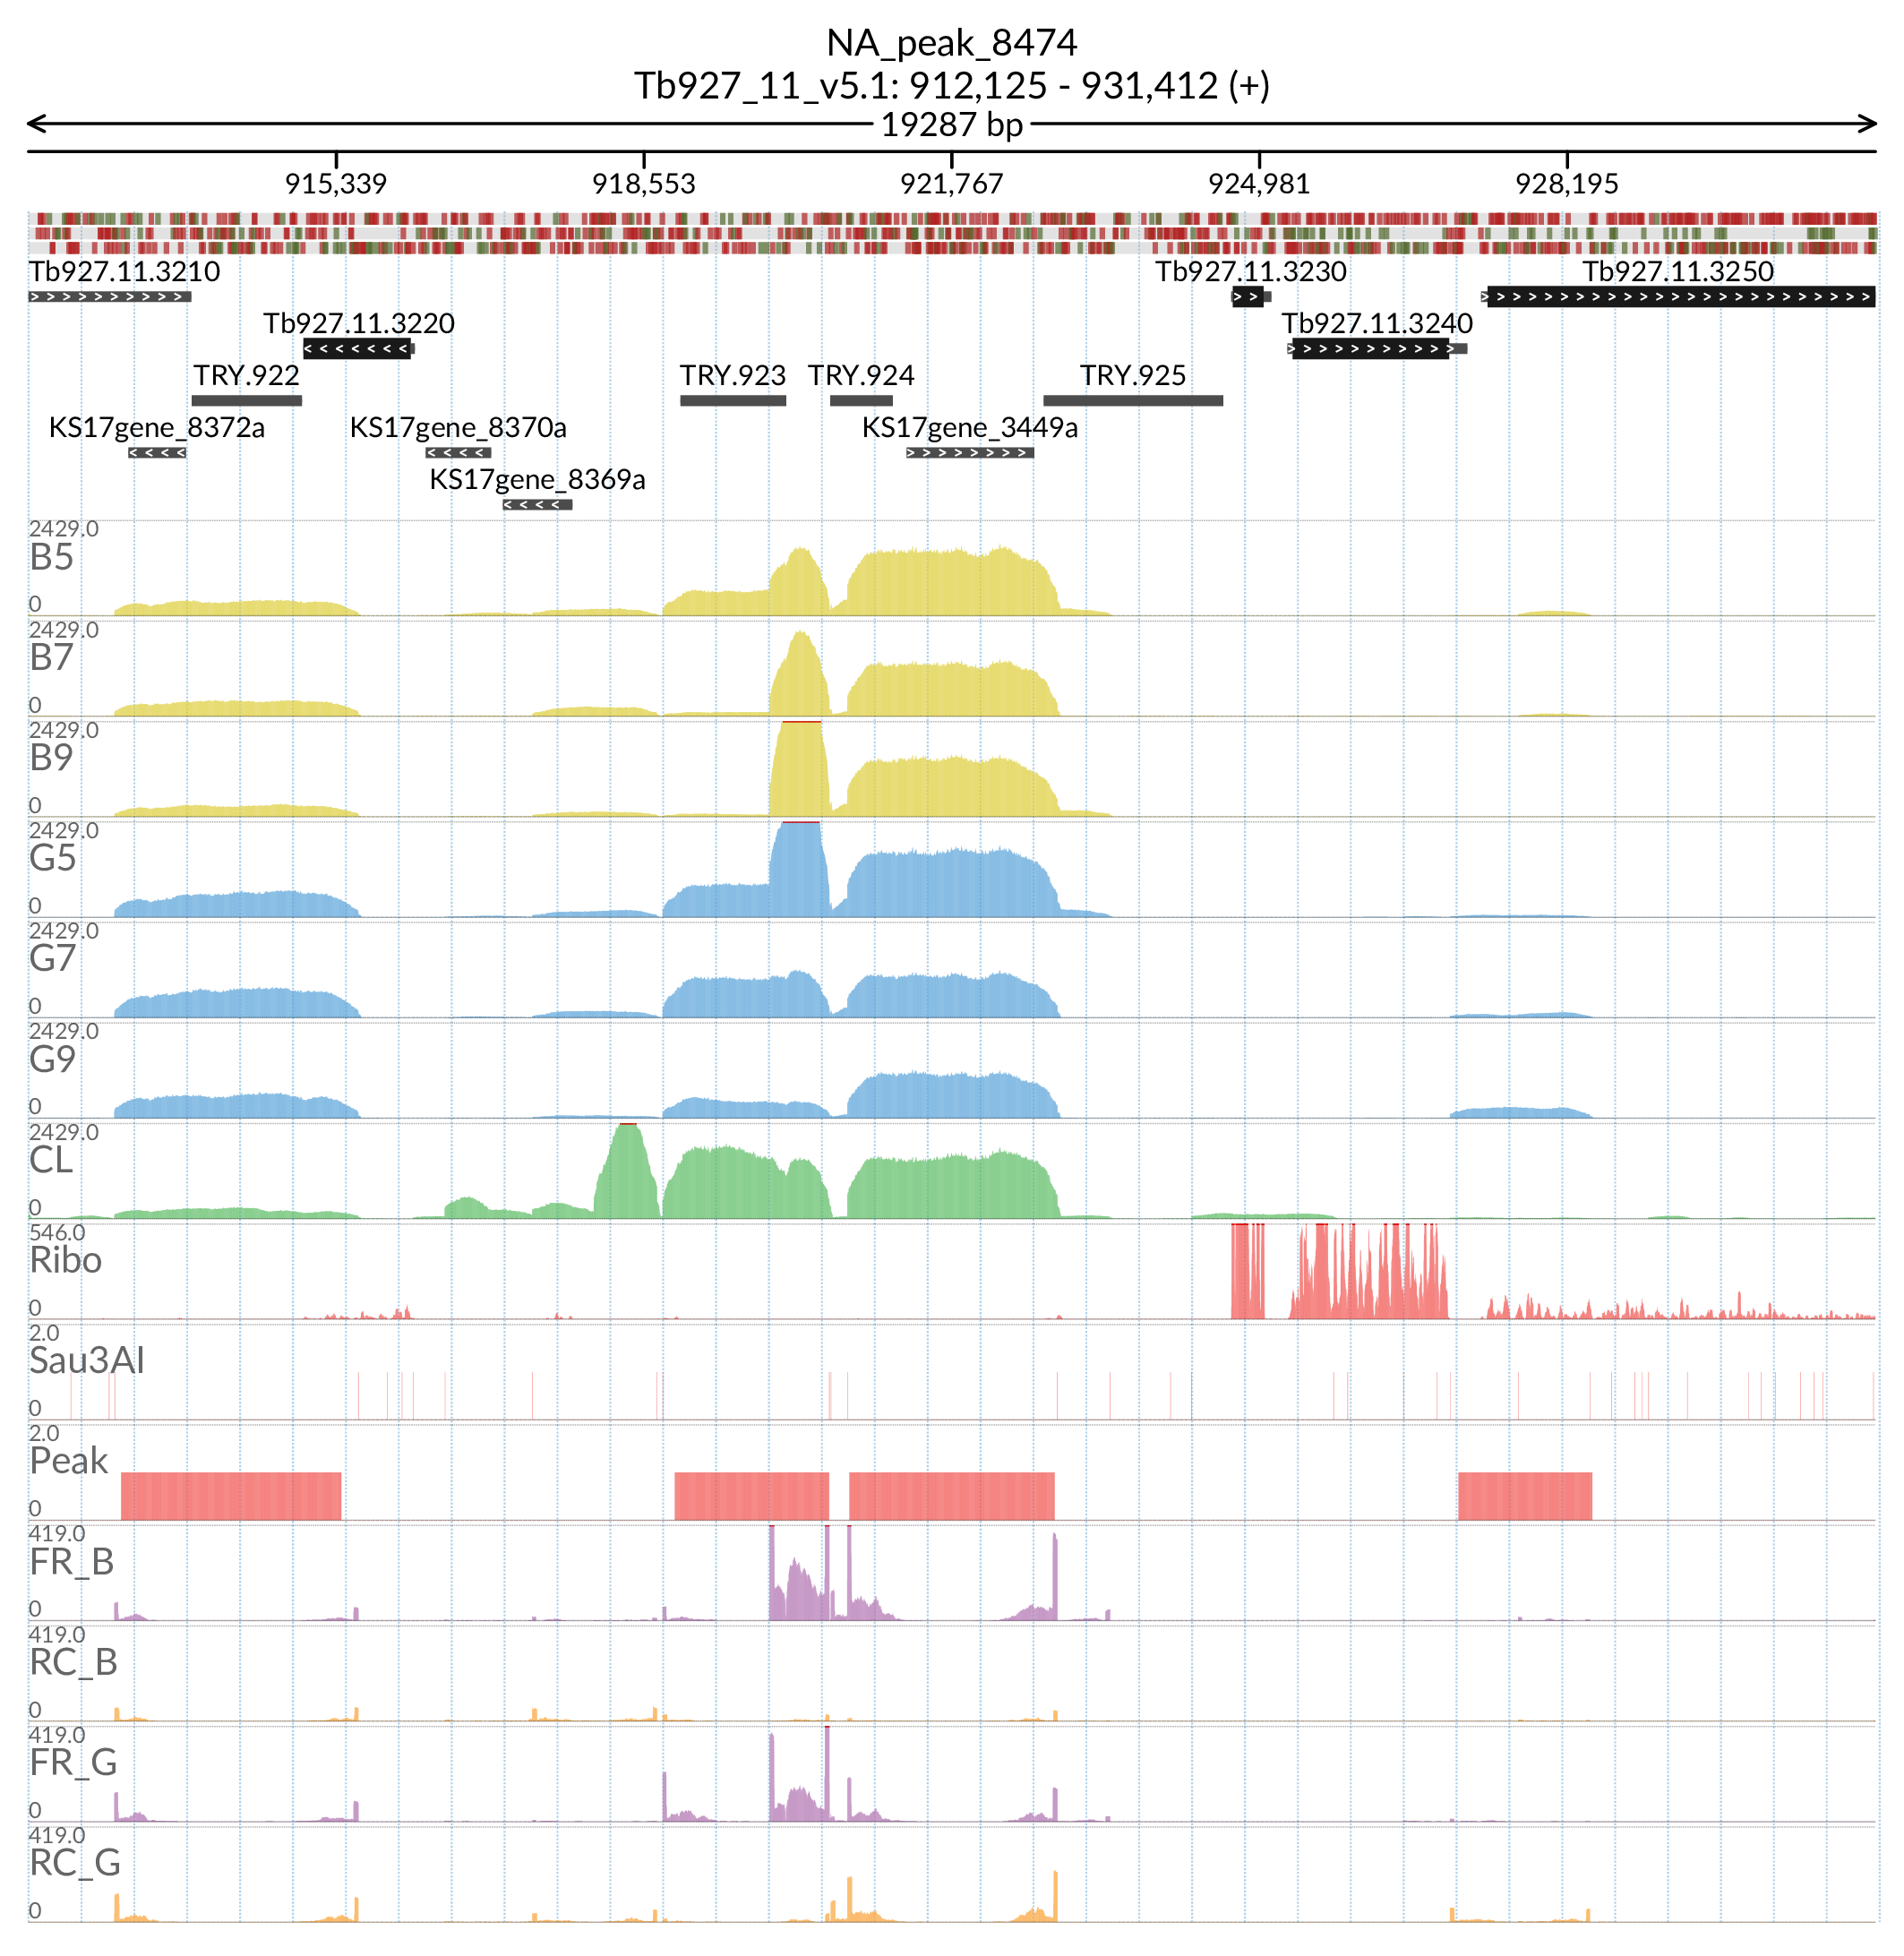 NA_peak_8474
Tb927_11_v5.1: 912,125 - 931,412 (+)
19287 bp
915,339 918,553 921,767 924,981 928,195
Tb927.11.3210 Tb927.11.3230 Tb927.11.3250
Tb927.11.3220 Tb927.11.3240
TRY.922 TRY.923 TRY.924 TRY.925
KS17gene_8372a KS17gene_8370a KS17gene_3449a
KS17gene_8369a
2429.0
B5
0
2429.0
B7
0
2429.0
B9
0
2429.0
G5
0
2429.0
G7
0
2429.0
G9
0
2429.0
CL
0
546.0
Ribo
0
2.0
Sau3AI
0
2.0
Peak
0
419.0
FR_B
0
419.0
RC_B
0
419.0
FR_G
0
419.0
RC_G
0